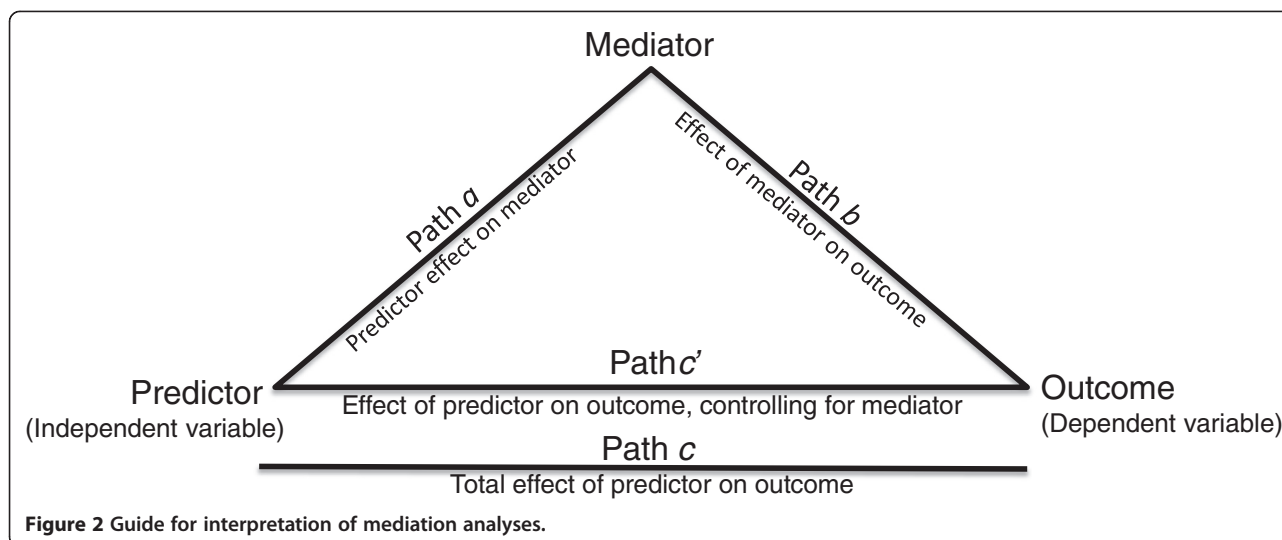 Mediator
Path a
Predictor effect on mediator
Path b
Effect of mediator on outcome
Predictor
(Independent variable)
Path c'
Effect of predictor on outcome, controlling for mediator
Outcome
(Dependent variable)
Path c
Total effect of predictor on outcome
Figure 2 Guide for interpretation of mediation analyses.